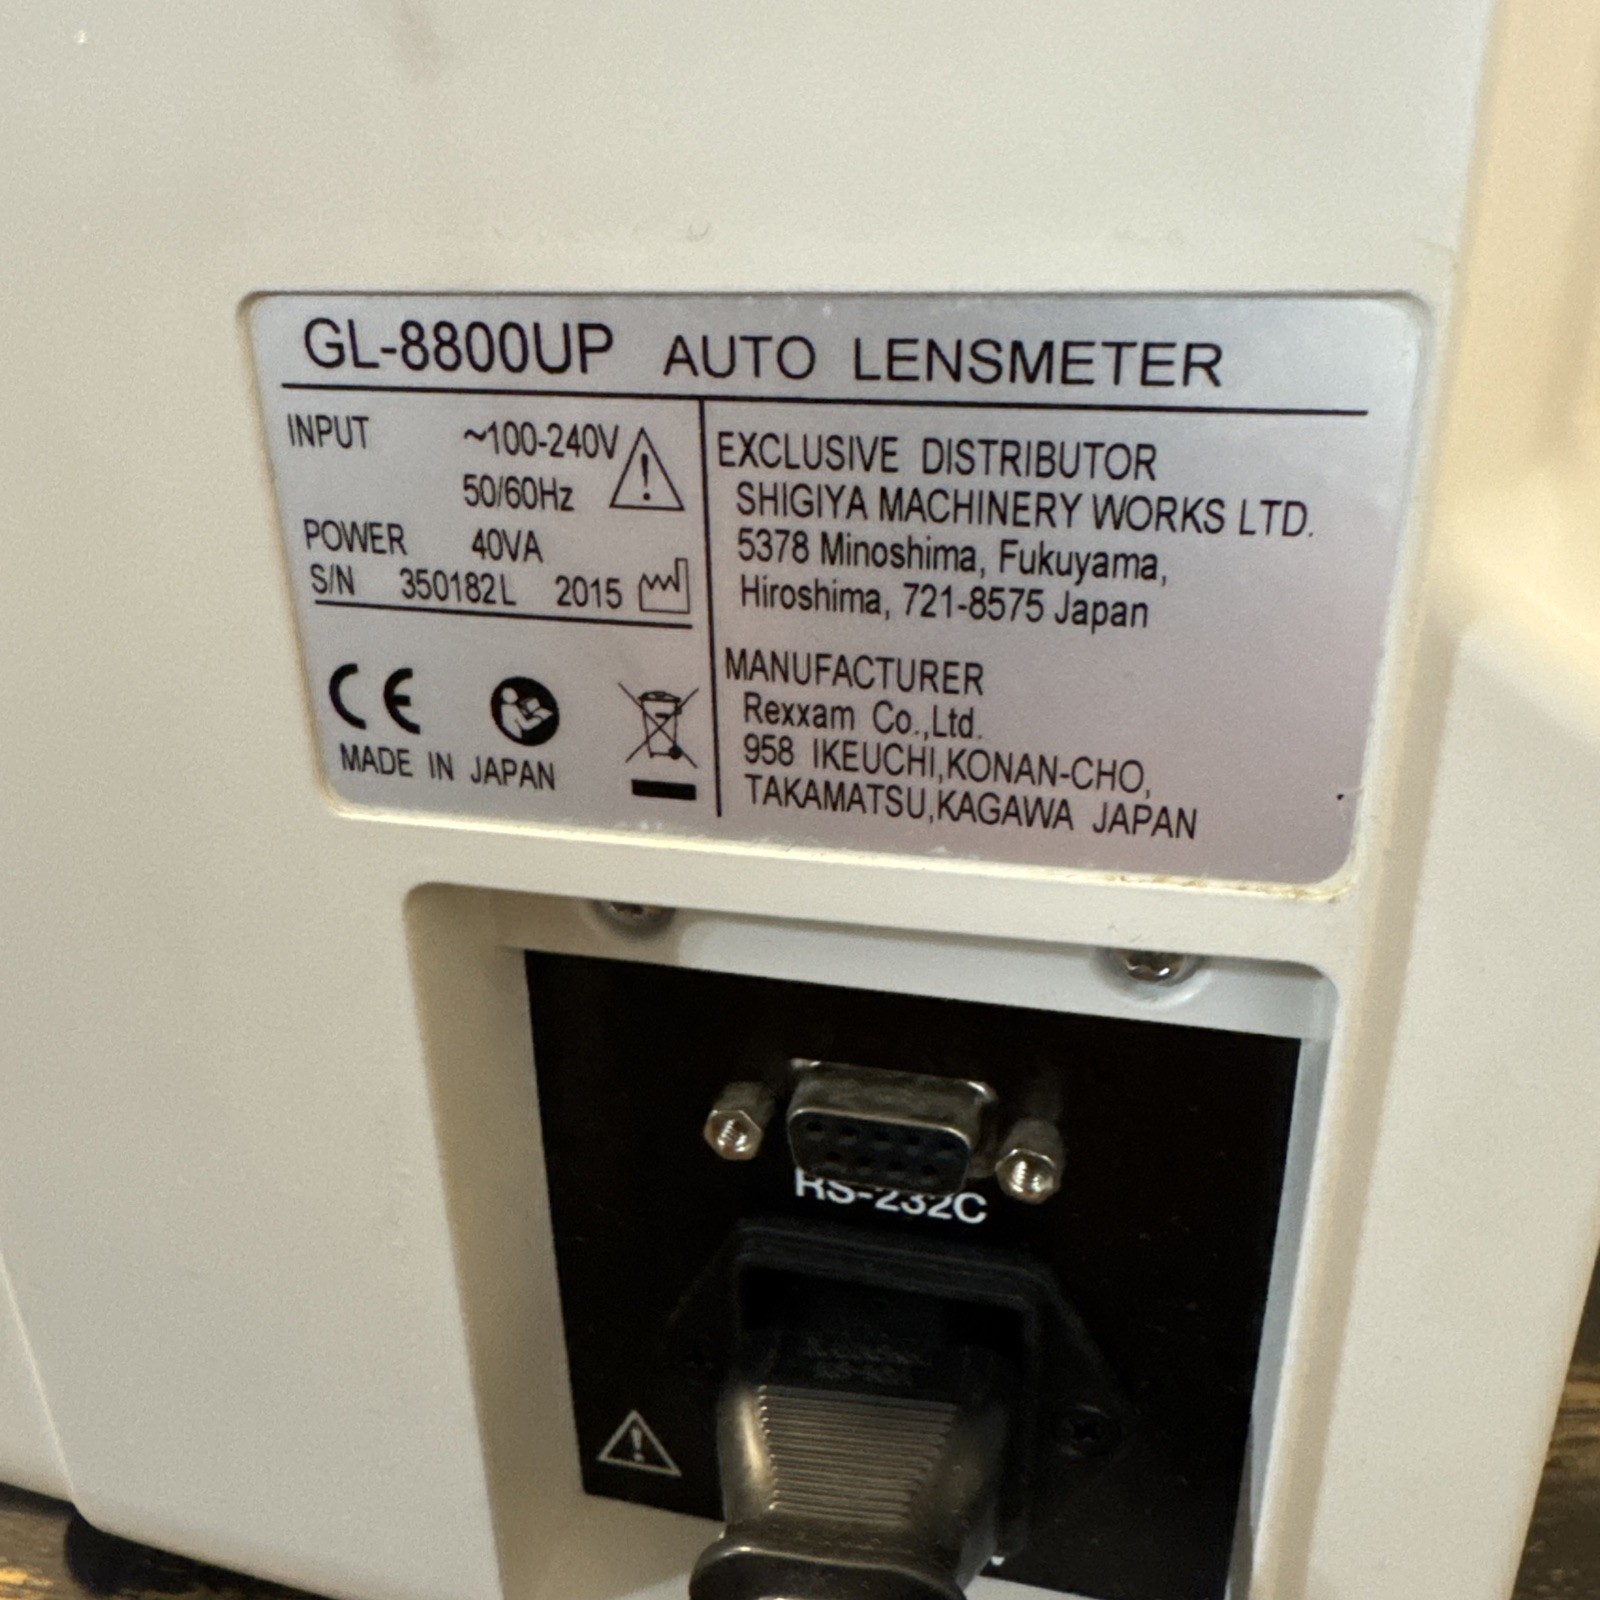 GL-8800UP AUTO LENSMETER
INPUT ~100-240V
50/60Hz
POWER 40VA
S/N 350182L 2015
CE
MADE IN JAPAN
EXCLUSIVE DISTRIBUTOR
SHIGIYA MACHINERY WORKS LTD.
5378 Minoshima, Fukuyama,
Hiroshima, 721-8575 Japan
MANUFACTURER
Rexxam Co.,Ltd.
958 IKEUCHI,KONAN-CHO,
TAKAMATSU,KAGAWA JAPAN
RS-232C